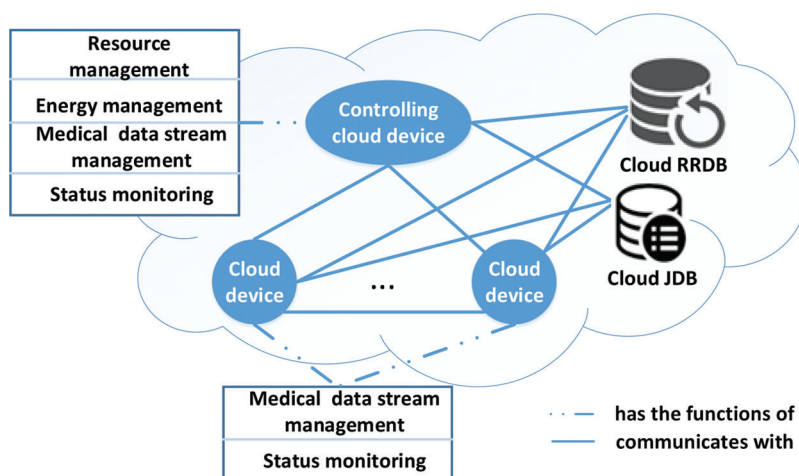 Resource
management
Energy management
Medical data stream
management
Status monitoring
Controlling
cloud device
Cloud RRDB
Cloud JDB
Cloud
device
...
Cloud
device
Medical data stream
management
Status monitoring
has the functions of
communicates with